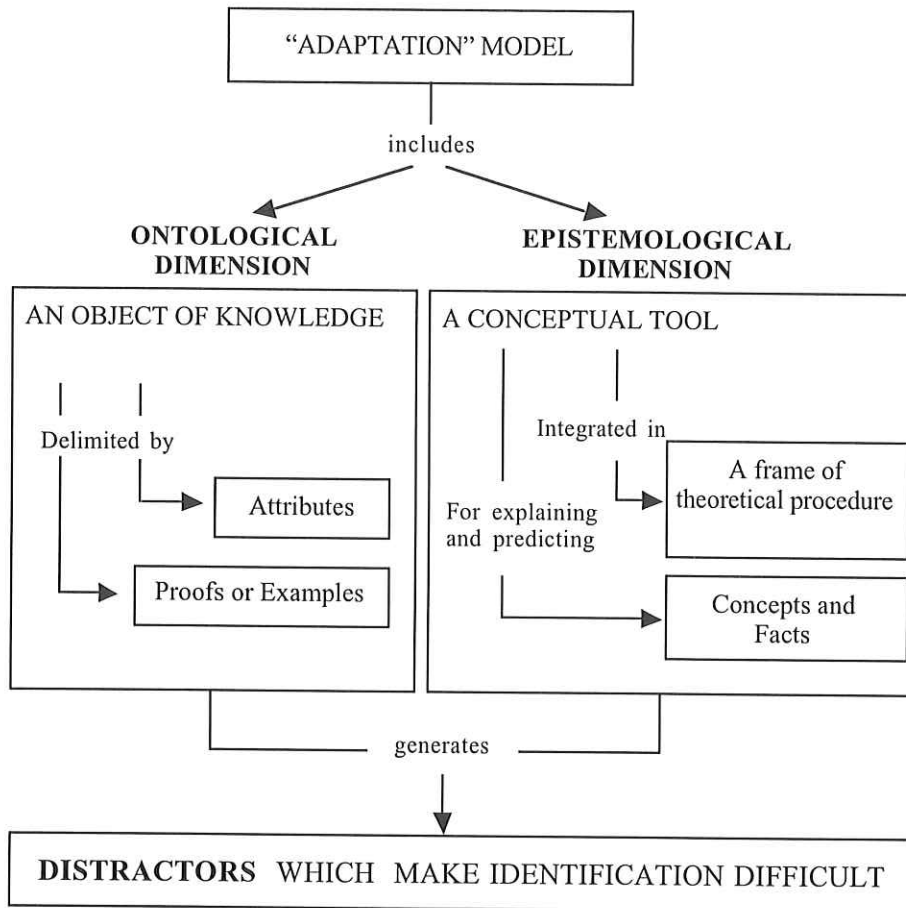 “ADAPTATION” MODEL
includes
ONTOLOGICAL
DIMENSION
EPISTEMOLOGICAL
DIMENSION
AN OBJECT OF KNOWLEDGE
Delimited by
Attributes
Proofs or Examples
A CONCEPTUAL TOOL
Integrated in
A frame of
theoretical procedure
For explaining
and predicting
Concepts and
Facts
generates
DISTRACTORS WHICH MAKE IDENTIFICATION DIFFICULT